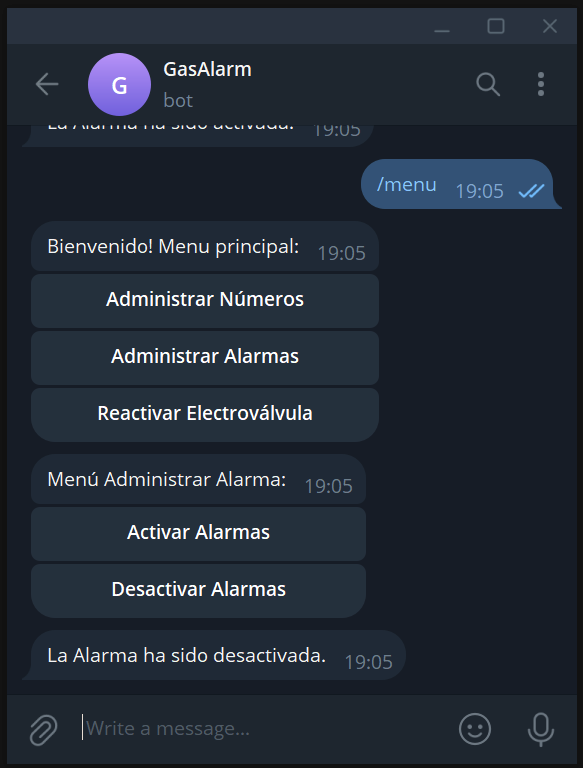 G
GasAlarm
bot
La Alarma ha sido activada. 19:05
/menu 19:05
Bienvenido! Menu principal: 19:05
Administrar Números
Administrar Alarmas
Reactivar Electroválvula
Menú Administrar Alarma: 19:05
Activar Alarmas
Desactivar Alarmas
La Alarma ha sido desactivada. 19:05
Write a message...